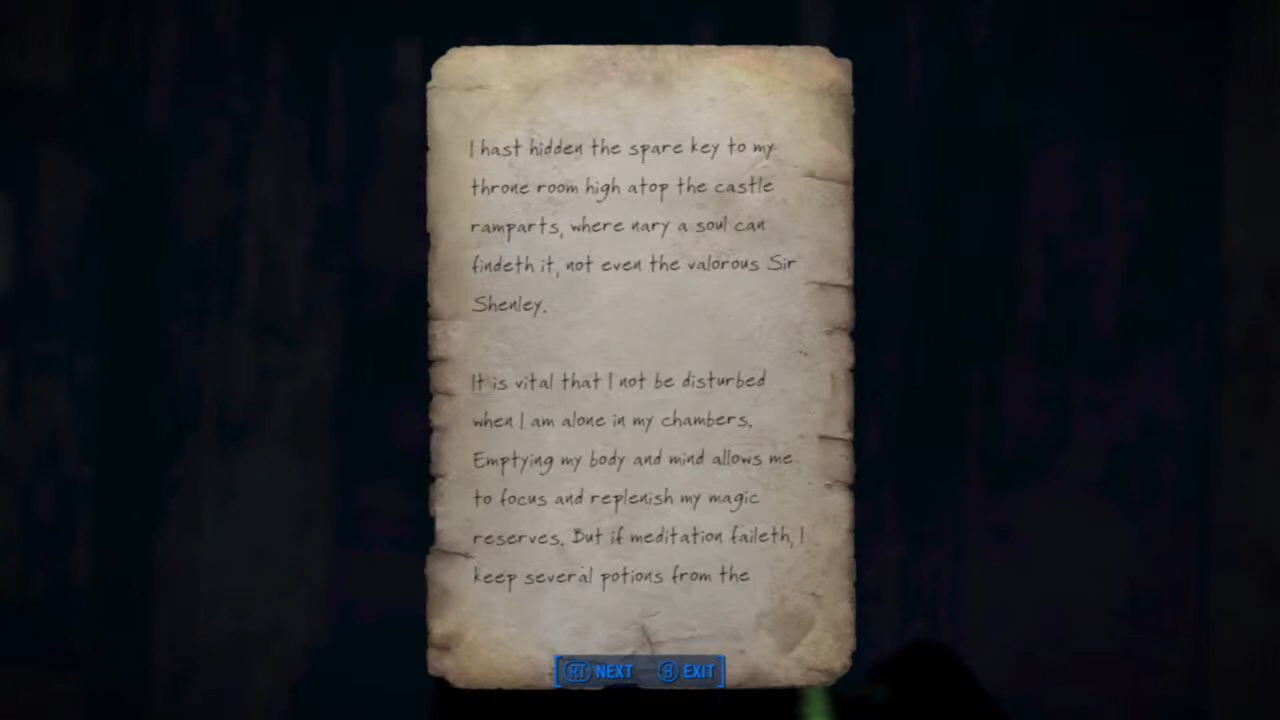 I hast hidden the spare key to my
throne room high atop the castle
ramparts, where nary a soul can
findeth it, not even the valorous Sir
Shenley.
It is vital that I not be disturbed
when I am alone in my chambers.
Emptying my body and mind allows me
to focus and replenish my magic
reserves. But if meditation faileth, I
keep several potions from the
RT NEXT B EXIT